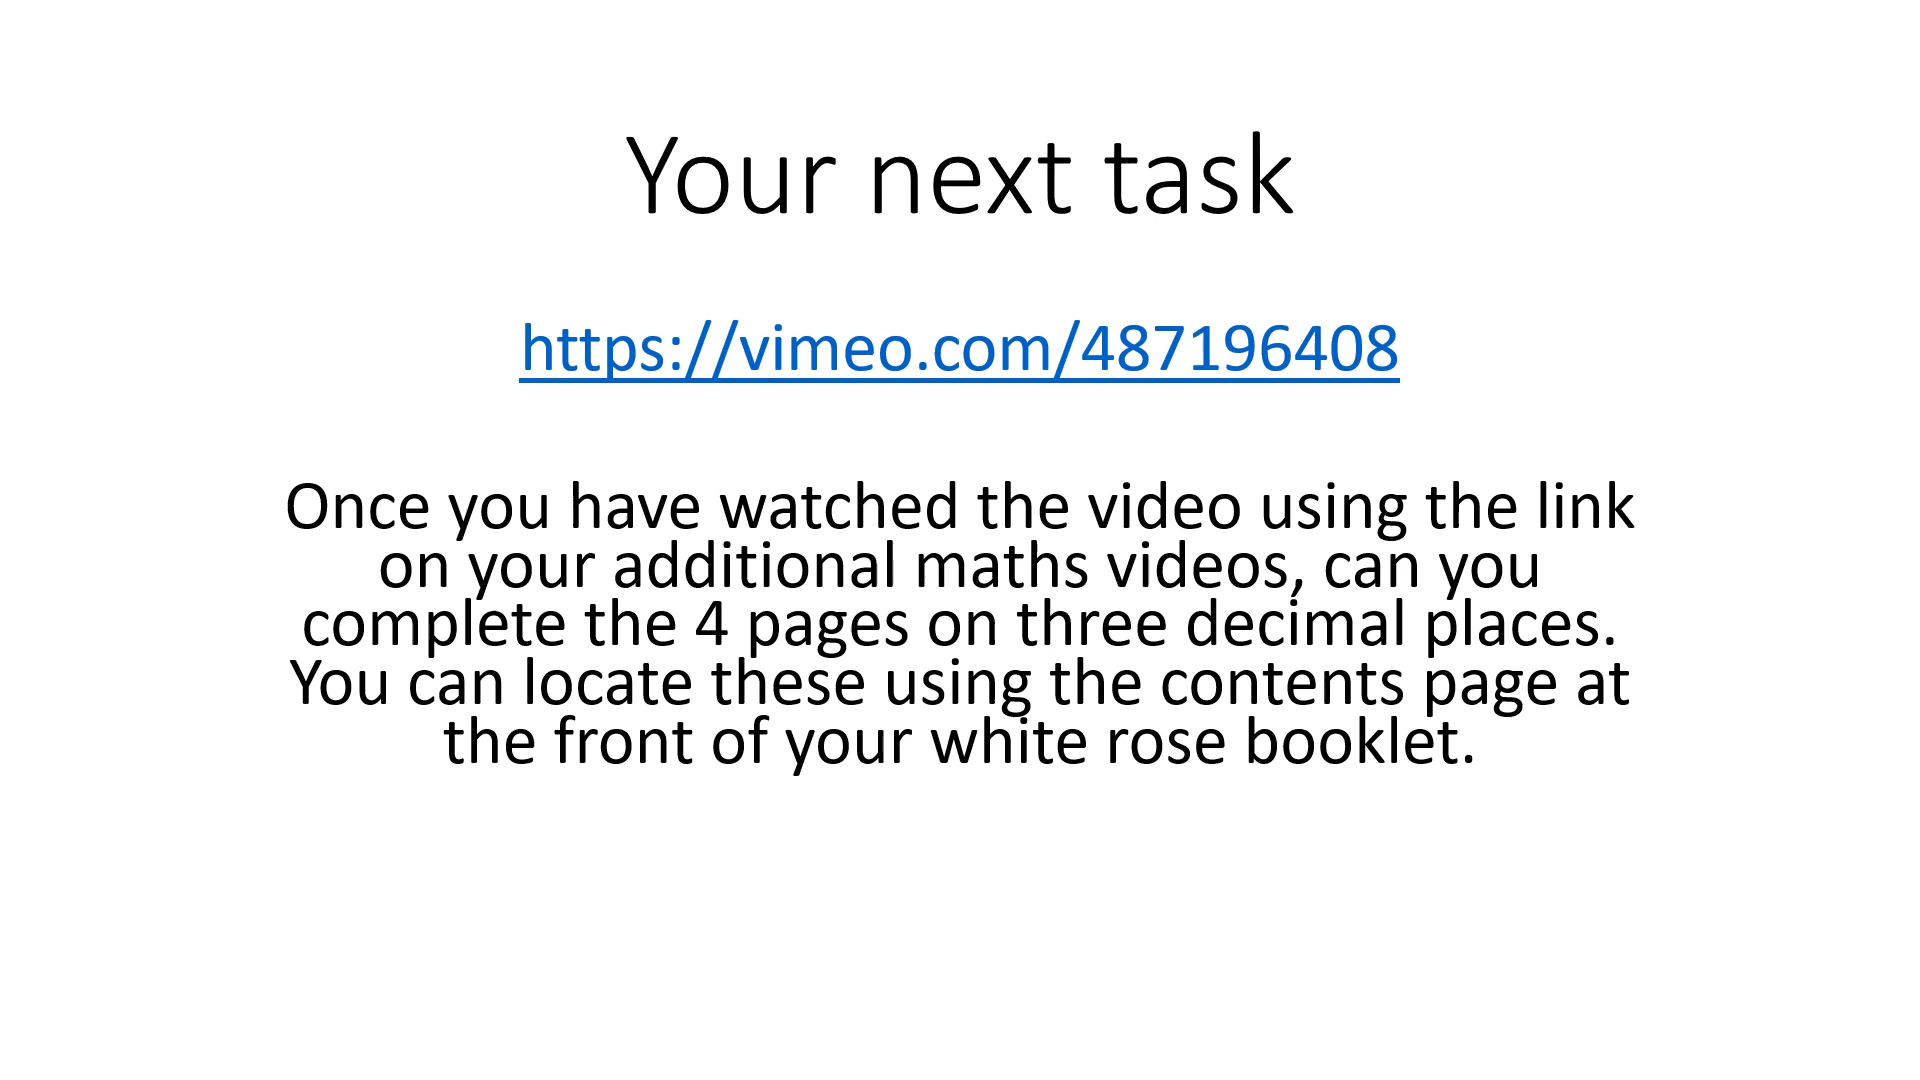 Your next task
https://vimeo.com/487196408
Once you have watched the video using the link
on your additional maths videos, can you
complete the 4 pages on three decimal places.
You can locate these using the contents page at
the front of your white rose booklet.